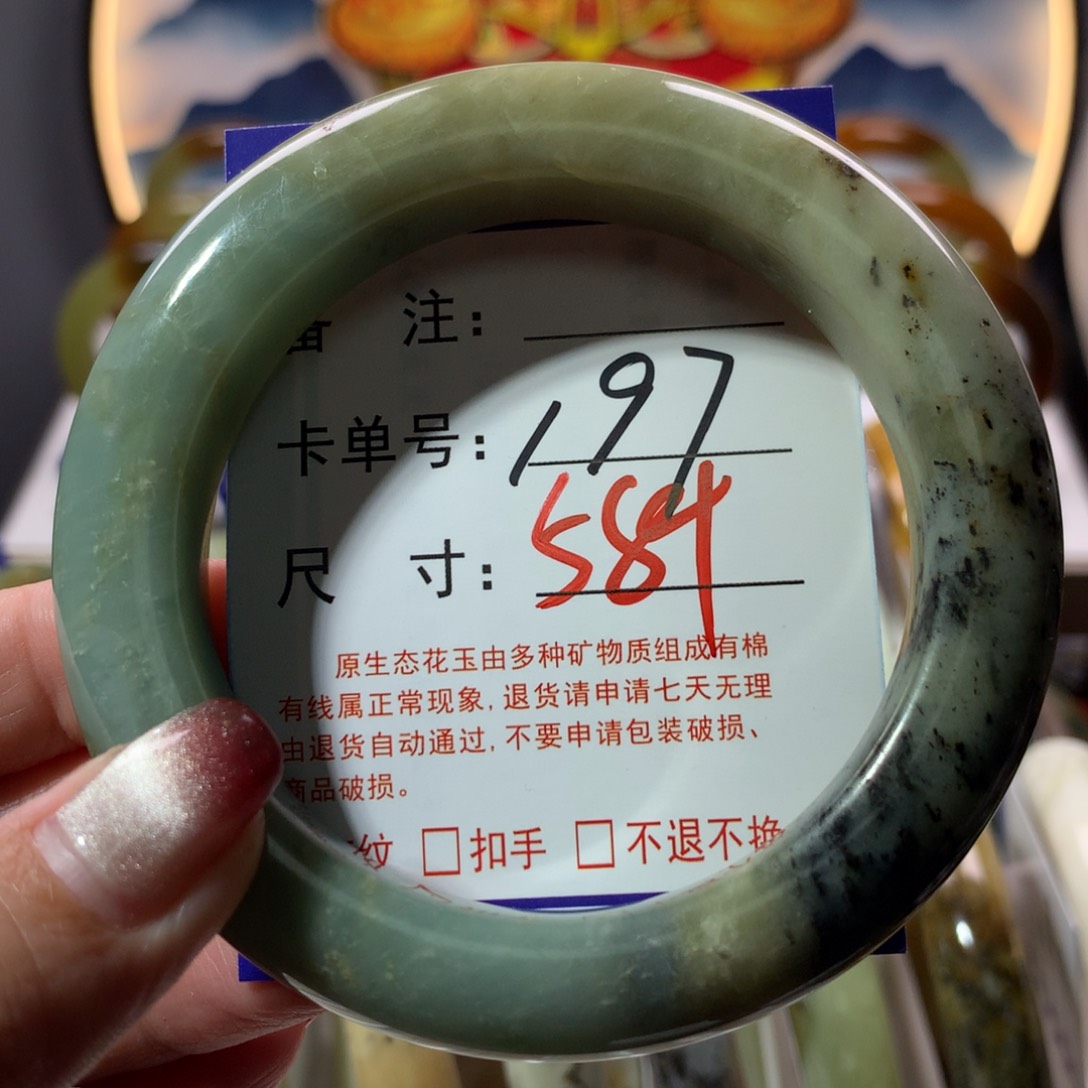 备 注：
卡单号：197
尺 寸：584
原生态花玉由多种矿物质组成有棉
有线属正常现象，退货请申请七天无理
由退货自动通过，不要申请包装破损、
商品破损。
纹 □扣手 □不退不换